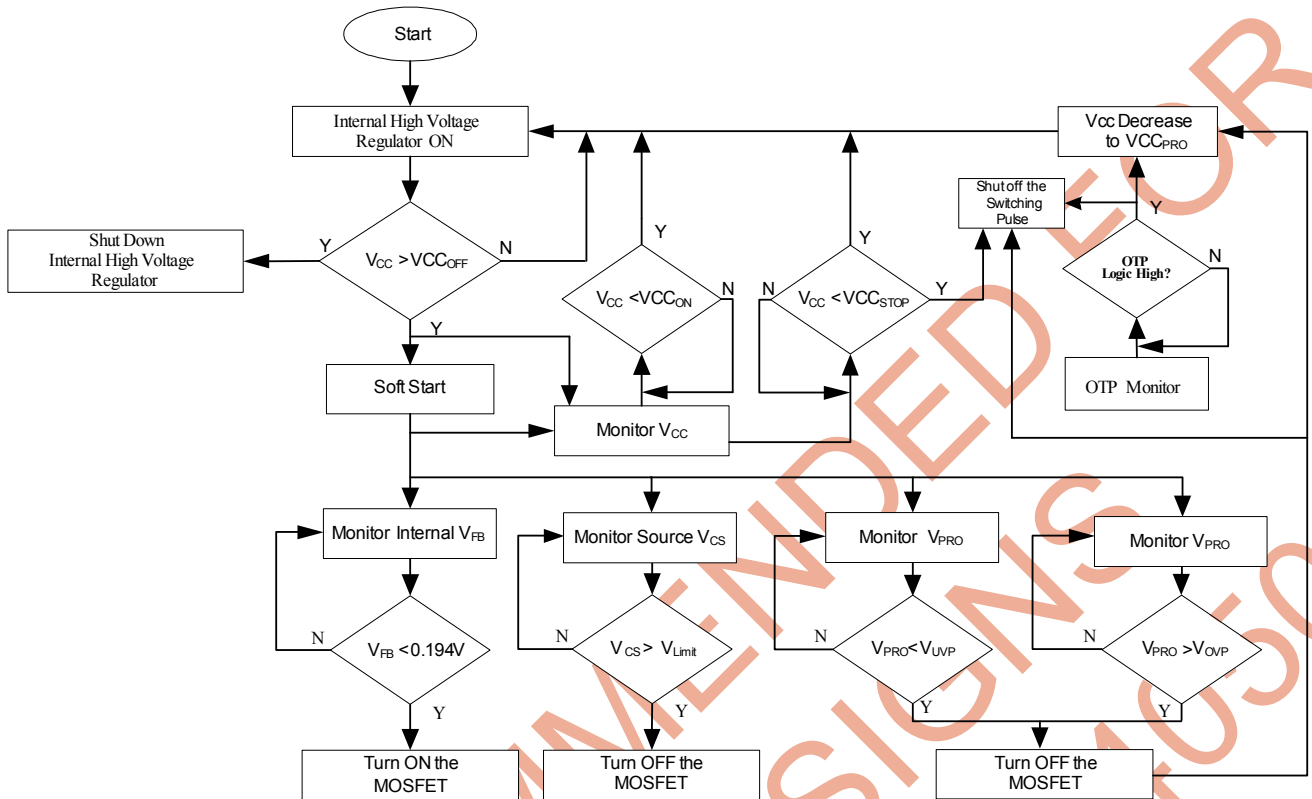 Start
Internal High Voltage
Regulator ON
Vcc Decrease
to VCCPRO
Shut off the
Switching
Pulse
Y
Shut Down
Internal High Voltage
Regulator
Y
VCC >VCCOFF
N
Y
VCC <VCCON
N
Y
N
VCC <VCCSTOP
Y
OTP
Logic High?
N
Y
Soft Start
OTP Monitor
Monitor VCC
Monitor Internal VFB
Monitor Source VCS
Monitor VPRO
Monitor VPRO
N
VFB <0.194V
N
VCS > VLimit
N
VPRO<VUVP
N
VPRO >VOVP
Y
Y
Y
Y
Turn ON the
MOSFET
Turn OFF the
MOSFET
Turn OFF the
MOSFET
MMENDED FOR
SIGNS